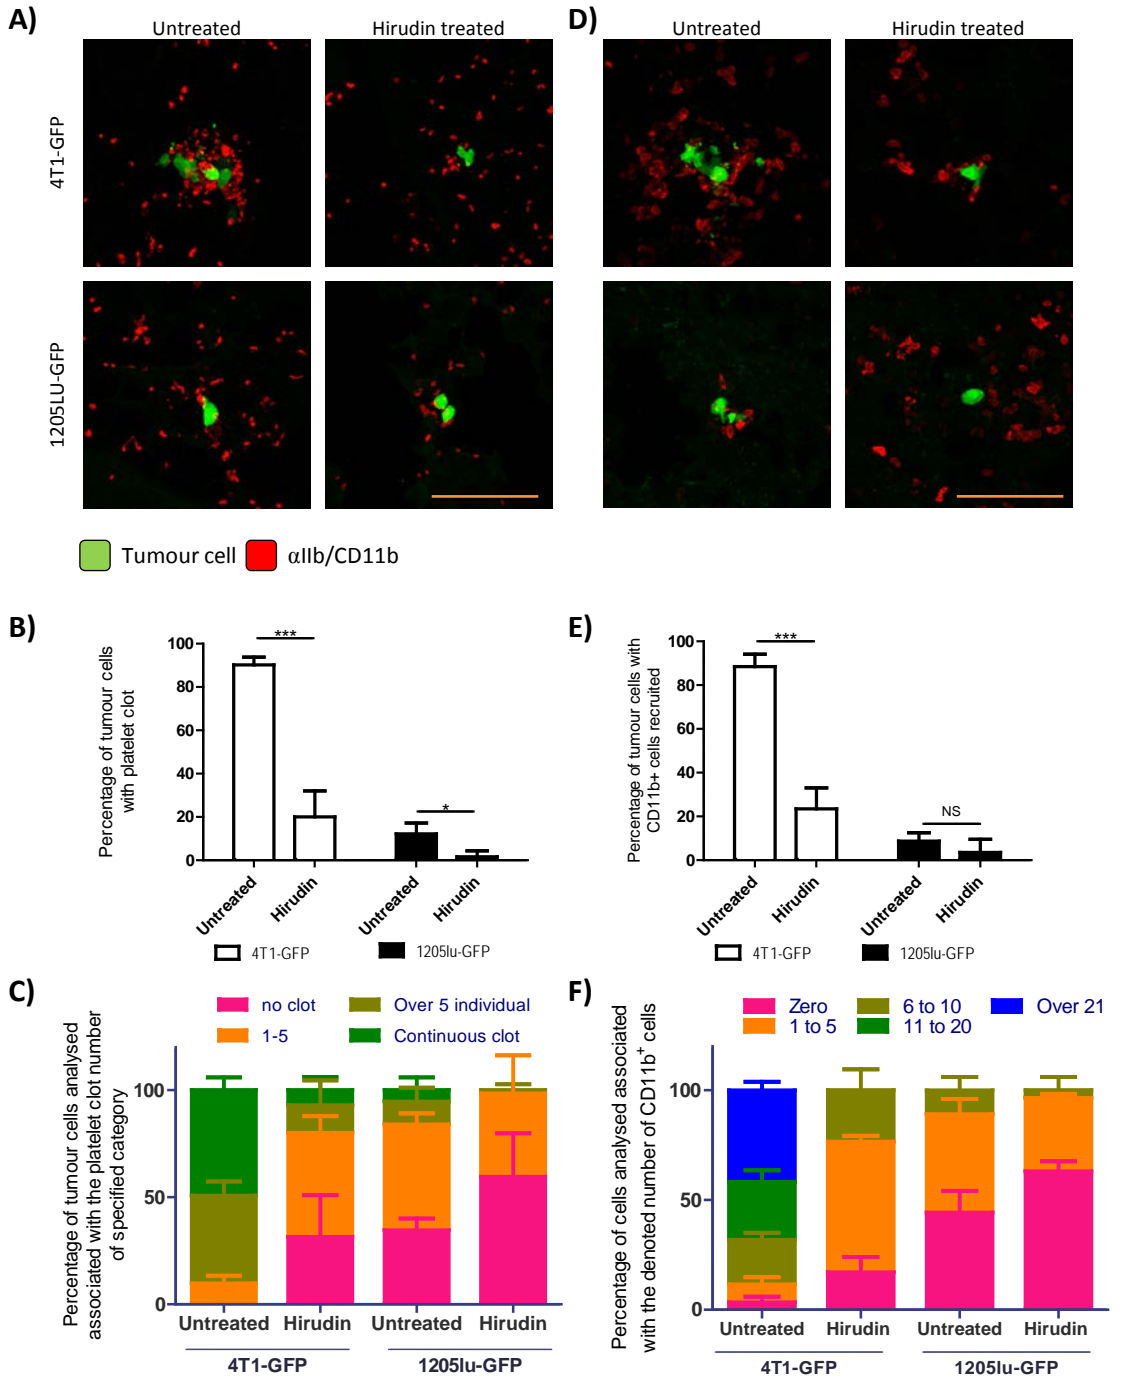 A)
Untreated
Hirudin treated
4T1-GFP
1205LU-GFP
D)
Untreated
Hirudin treated
Tumour cell
αIIb/CD11b
B)
Percentage of tumour cells
with platelet clot
100
80
60
40
20
0
***
*
Untreated
Hirudin
Untreated
Hirudin
4T1-GFP
1205lu-GFP
E)
Percentage of tumour cells with
CD11b+ cells recruited
100
80
60
40
20
0
***
NS
Untreated
Hirudin
Untreated
Hirudin
4T1-GFP
1205lu-GFP
C)
no clot
Over 5 individual
1-5
Continuous clot
Percentage of tumour cells analysed
associated with the platelet clot number
of specified category
100
50
0
Untreated
Hirudin
Untreated
Hirudin
4T1-GFP
1205lu-GFP
F)
Zero
6 to 10
Over 21
1 to 5
11 to 20
Percentage of cells analysed associated
with the denoted number of CD11b⁺ cells
100
50
0
Untreated
Hirudin
Untreated
Hirudin
4T1-GFP
1205lu-GFP